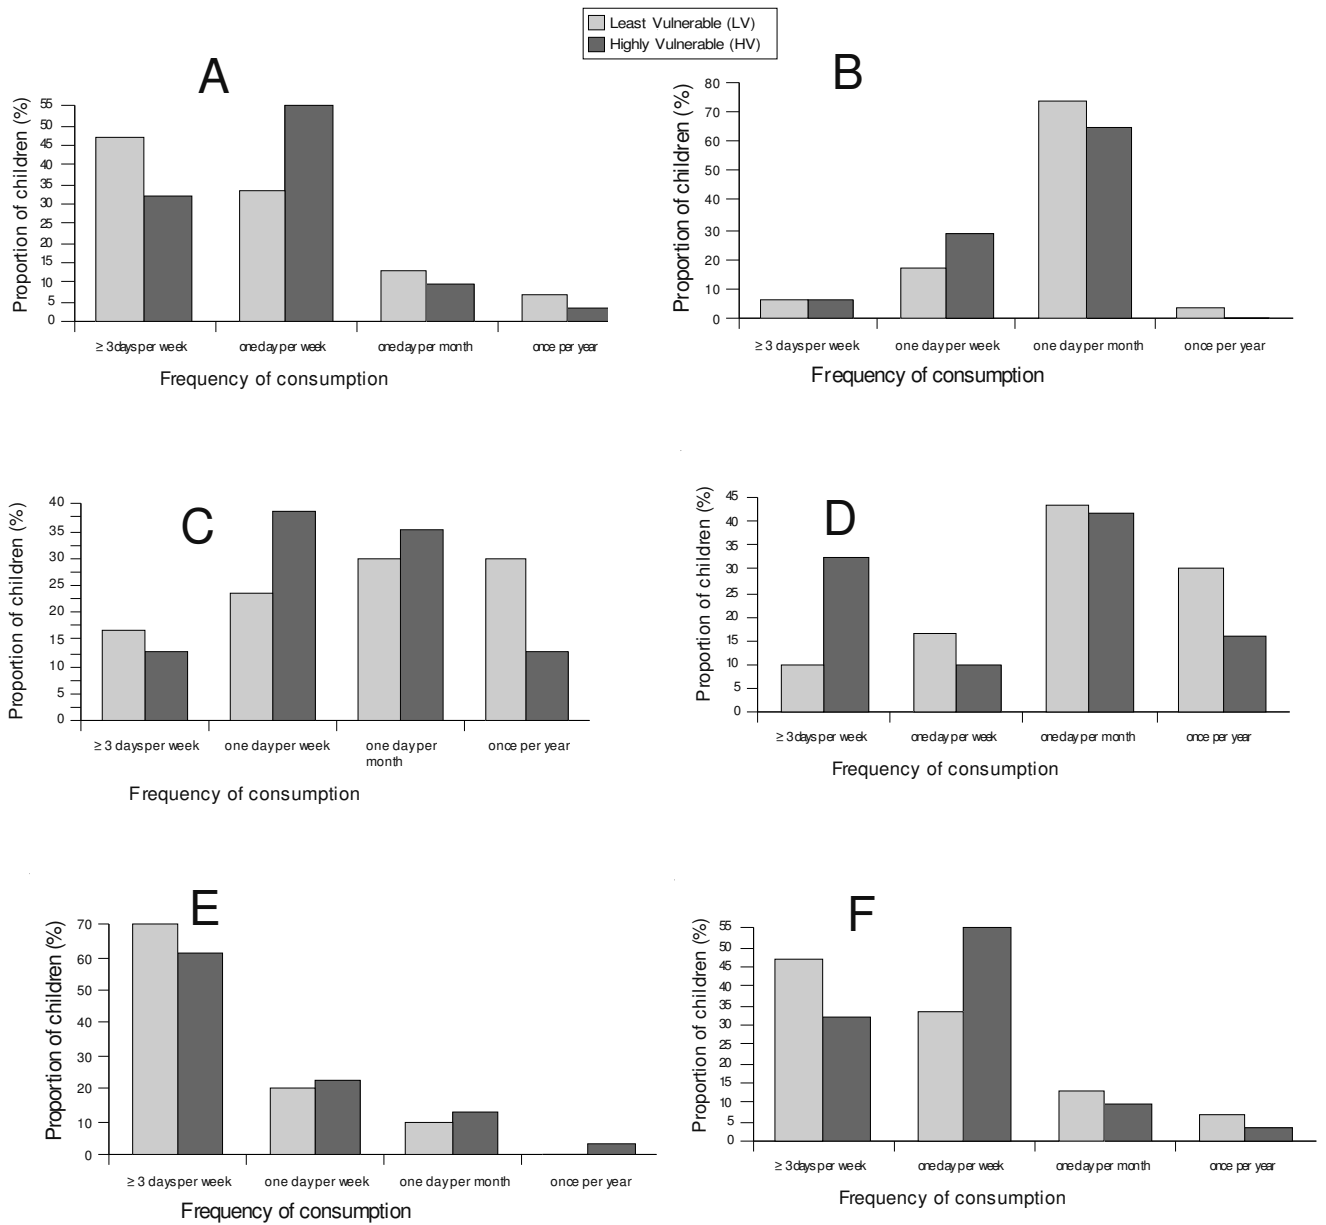 Least Vulnerable (LV)
Highly Vulnerable (HV)
A
Proportion of children (%)
55
50
45
40
35
30
25
20
15
10
5
0
≥ 3 days per week one day per week one day per month once per year
Frequency of consumption
B
Proportion of children (%)
80
70
60
50
40
30
20
10
0
≥ 3 days per week one day per week one day per month once per year
Frequency of consumption
C
Proportion of children (%)
40
35
30
25
20
15
10
5
0
≥ 3 days per week one day per week one day per
month
once per year
Frequency of consumption
D
Proportion of children (%)
45
40
35
30
25
20
15
10
5
0
≥ 3 days per week one day per week one day per month once per year
Frequency of consumption
E
Proportion of children (%)
70
60
50
40
30
20
10
0
≥ 3 days per week one day per week one day per month once per year
Frequency of consumption
F
Proportion of children (%)
55
50
45
40
35
30
25
20
15
10
5
0
≥ 3 days per week one day per week one day per month once per year
Frequency of consumption